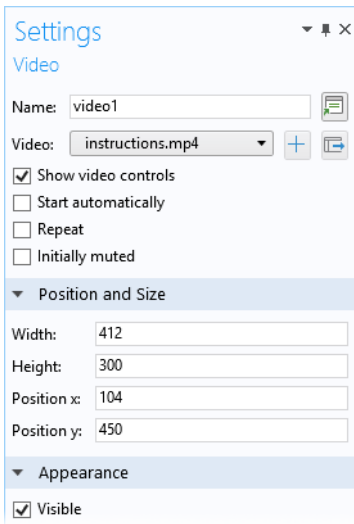 Settings
Video
Name: video1
Video: instructions.mp4
Show video controls
Start automatically
Repeat
Initially muted
Position and Size
Width: 412
Height: 300
Position x: 104
Position y: 450
Appearance
Visible